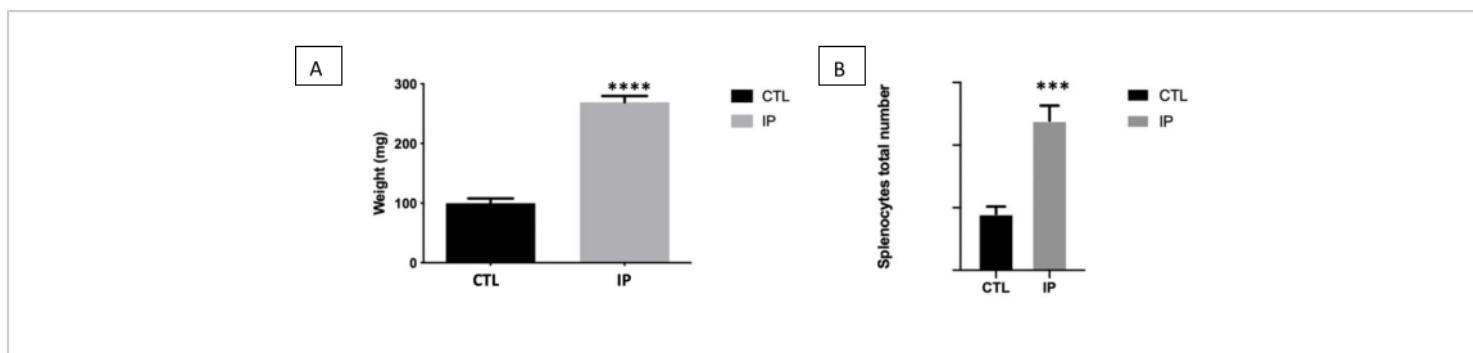 A
Weight (mg)
300
200
100
0
****
CTL
IP
CTL
IP
B
Splenocytes total number
***
CTL
IP
CTL
IP